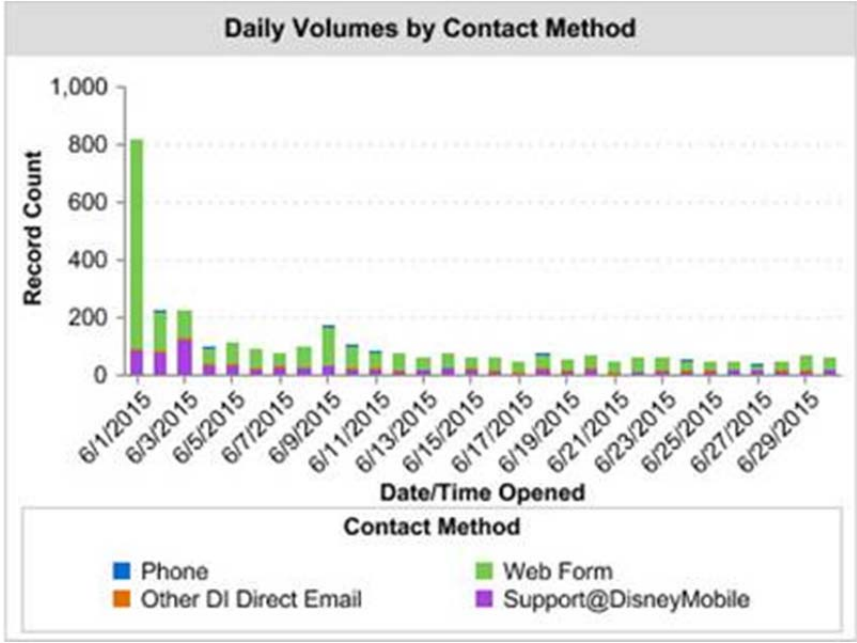 Daily Volumes by Contact Method
1,000
800
600
400
200
0
Record Count
6/1/2015
6/3/2015
6/5/2015
6/7/2015
6/9/2015
6/11/2015
6/13/2015
6/15/2015
6/17/2015
6/19/2015
6/21/2015
6/23/2015
6/25/2015
6/27/2015
6/29/2015
Date/Time Opened
Contact Method
Phone
Web Form
Other DI Direct Email
Support@DisneyMobile